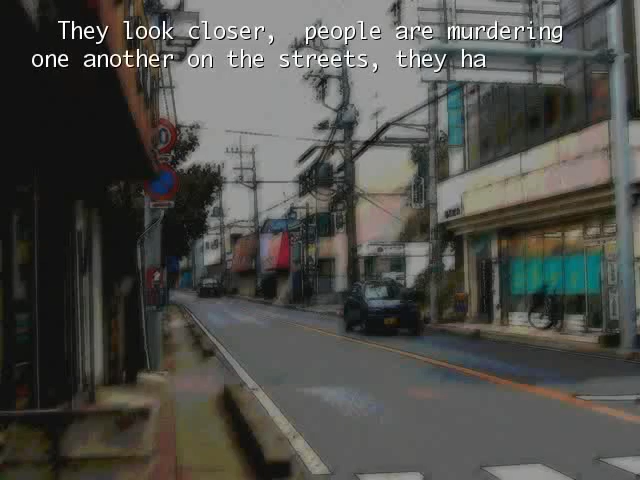 They look closer, people are murdering
one another on the streets, they ha